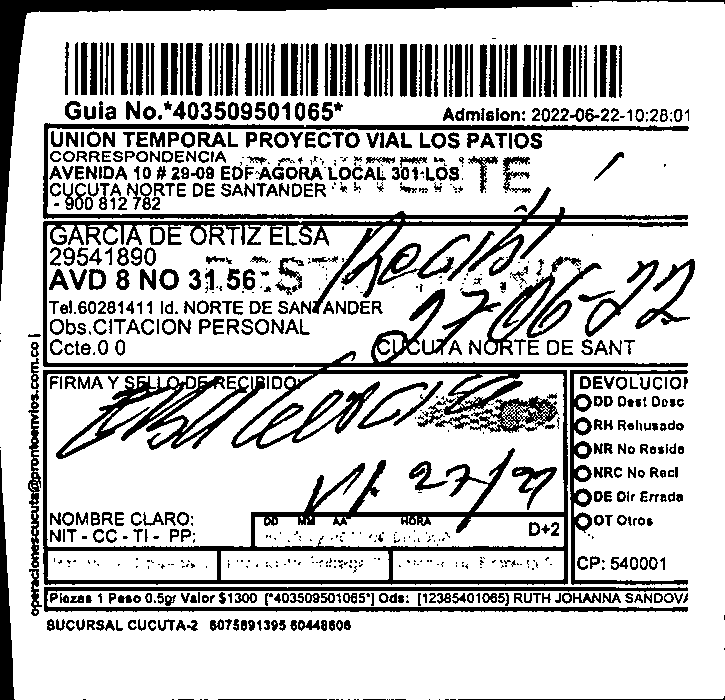 Guia No.*403509501065*
Admision: 2022-06-22-10:28:01
UNION TEMPORAL PROYECTO VIAL LOS PATIOS
CORRESPONDENCIA
AVENIDA 10 # 29-09 EDF AGORA LOCAL 301 LOS
CUCUTA NORTE DE SANTANDER
- 900 812 782
GARCIA DE ORTIZ ELSA
29541890
AVD 8 NO 31.56
Recibí
27-06-22
Tel.60281411 Id. NORTE DE SANTANDER
Obs.CITACION PERSONAL
Ccte.0 0
CUCUTA NORTE DE SANT
FIRMA Y SELLO DE RECIBIDO:
27/
NOMBRE CLARO:
NIT - CC - TI - PP:
DD MM AA HORA
D+2
DEVOLUCION
DD Dest Desc
RH Rehusado
NR No Reside
NRC No Recl
DE Dir Errada
OT Otros
CP: 540001
Piezas 1 Peso 0.5gr Valor $1300 [*403509501065*] Ods: [12385401065] RUTH JOHANNA SANDOVA
SUCURSAL CUCUTA-2 6075891395 60448606
operacionescucuta@prontoenvios.com.co |